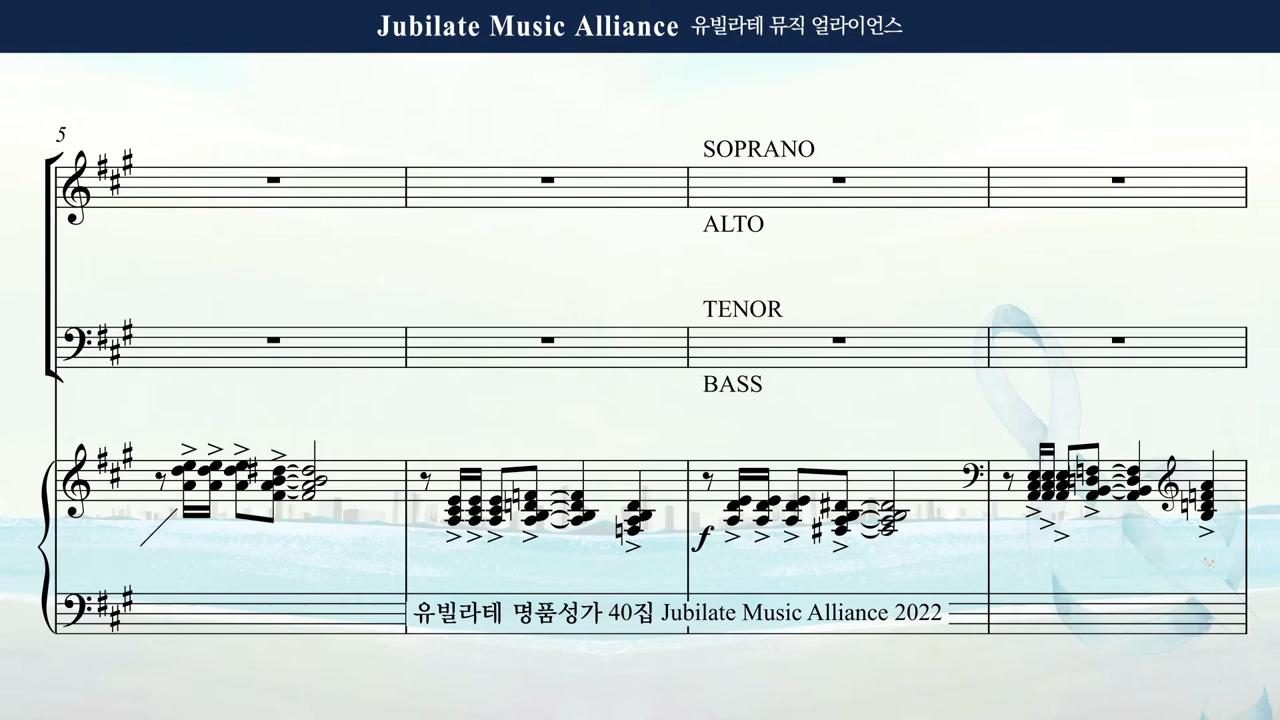 Jubilate Music Alliance 유빌라테 뮤직 얼라이언스
5
SOPRANO
ALTO
TENOR
BASS
f
유빌라테 명품성가 40집 Jubilate Music Alliance 2022